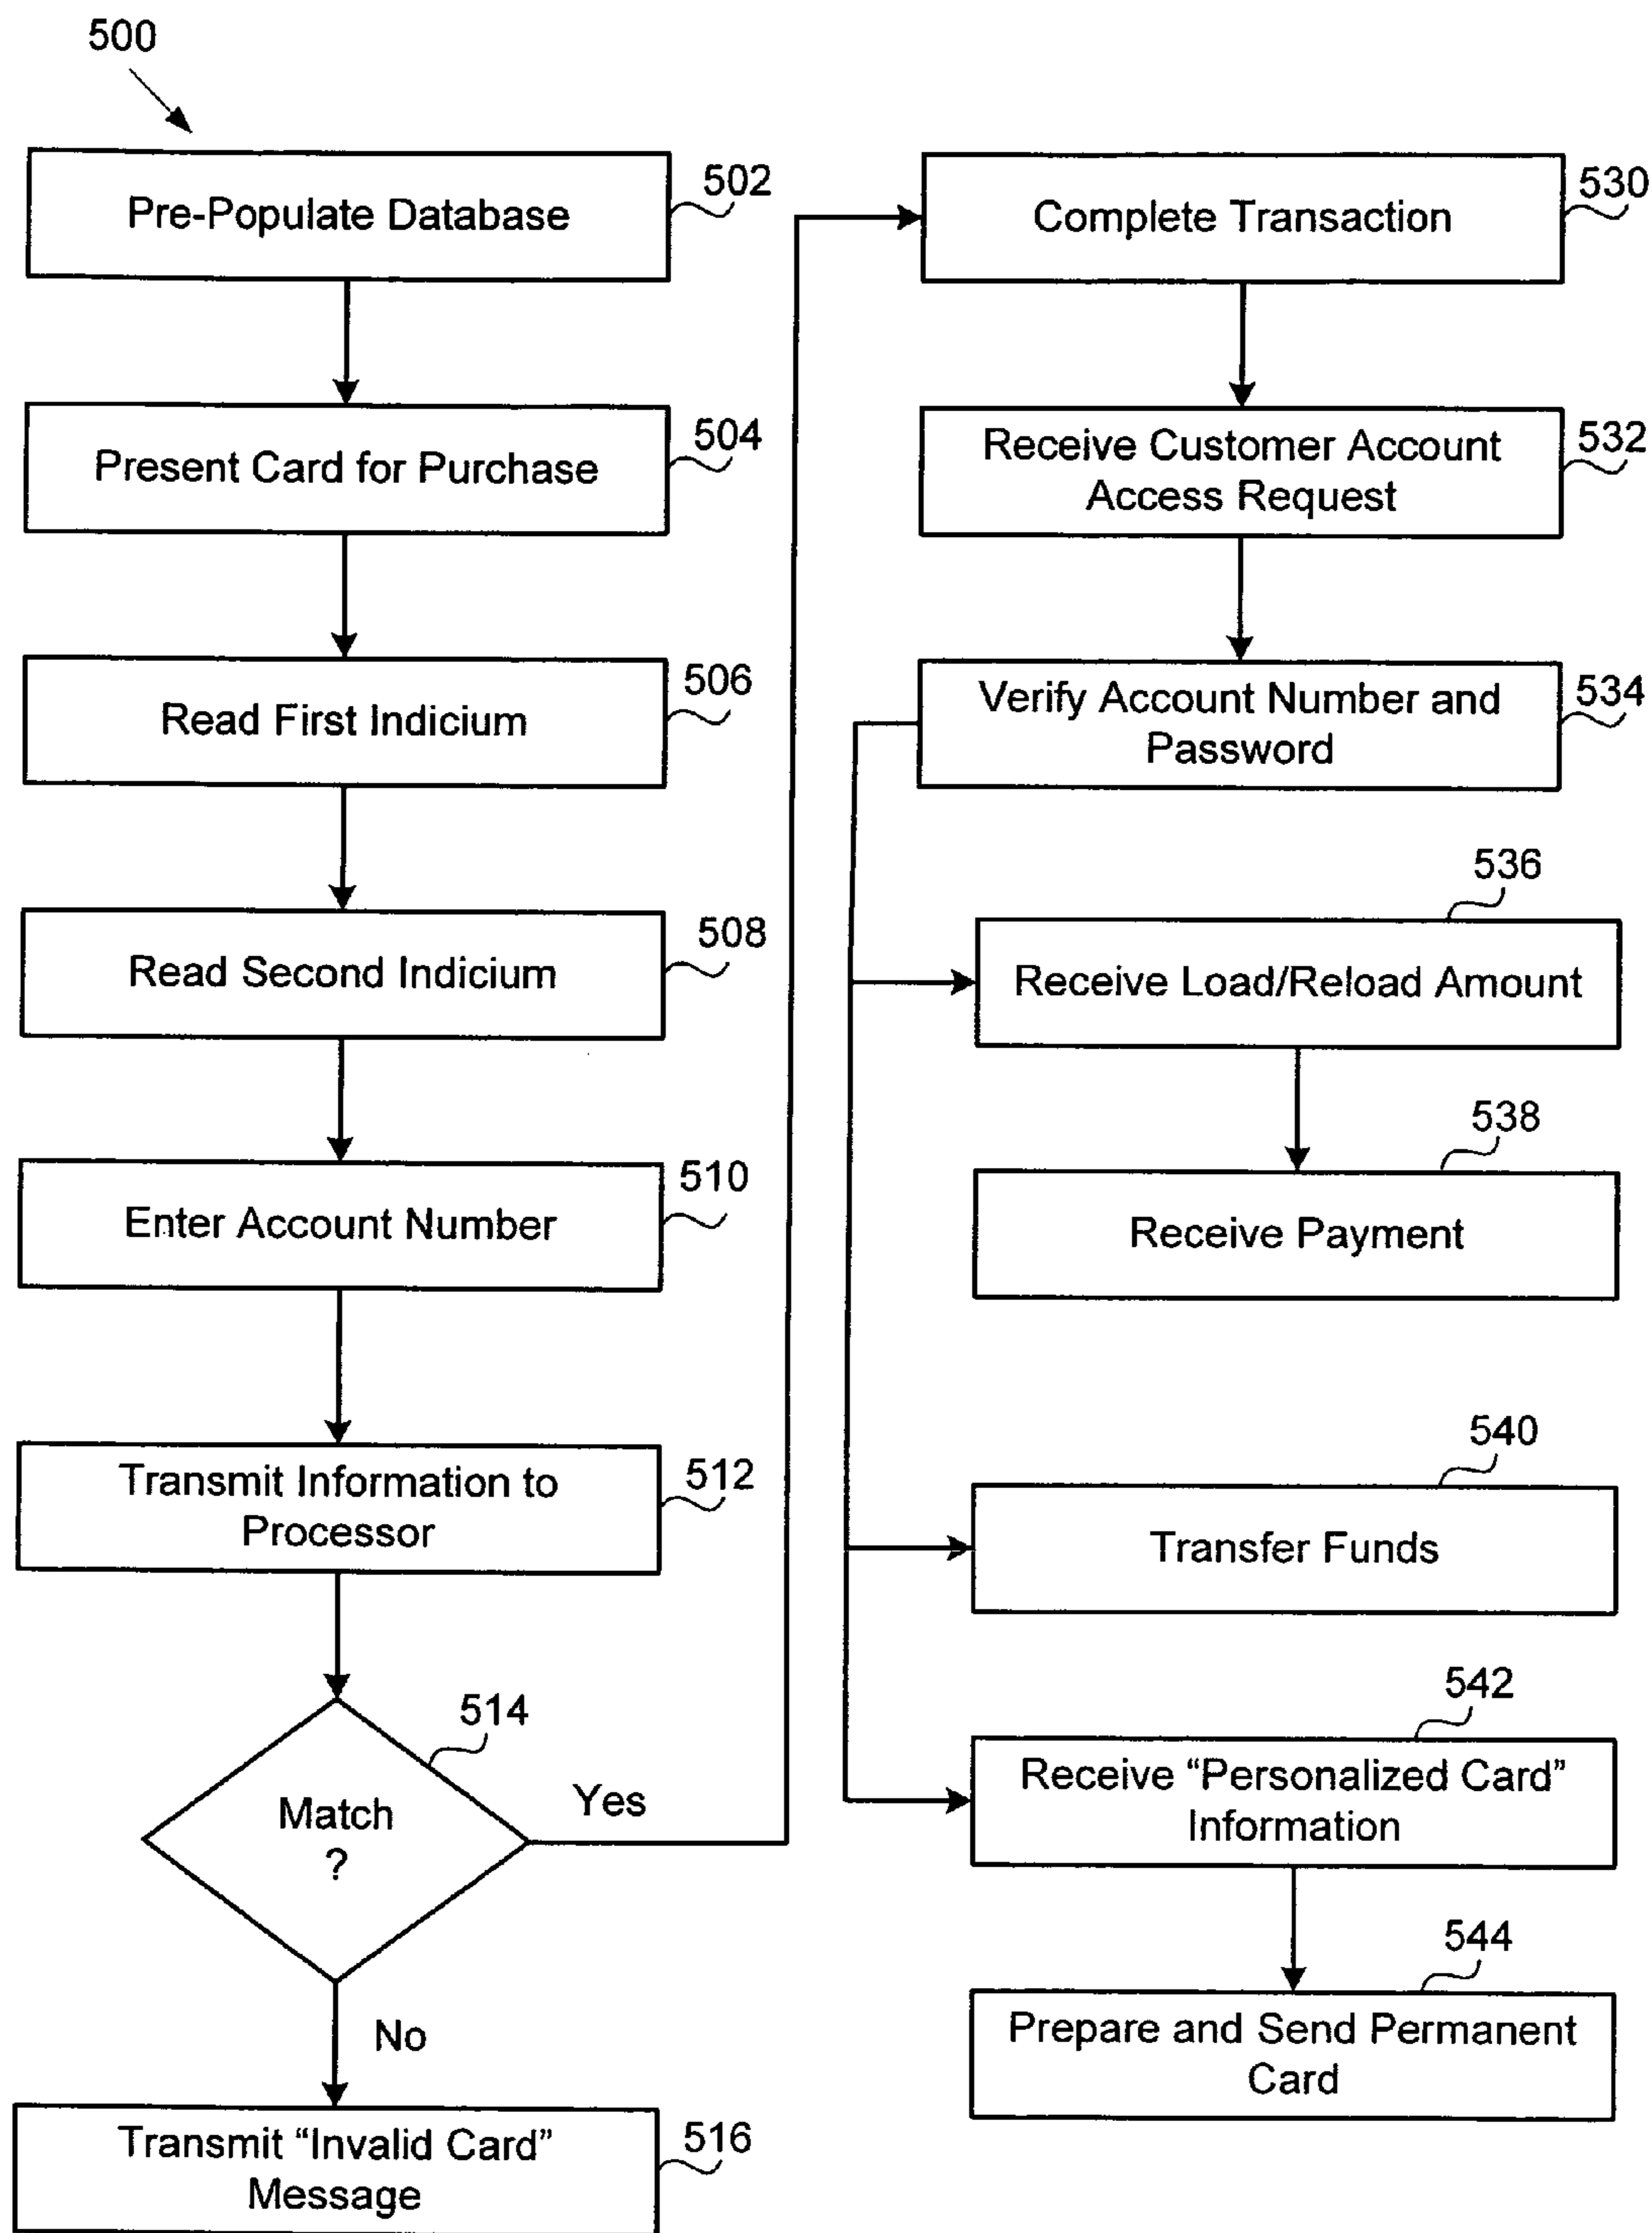 500
Pre-Populate Database
502
Present Card for Purchase
504
Read First Indicium
506
Read Second Indicium
508
Enter Account Number
510
Transmit Information to
Processor
512
Match
?
514
Yes
No
Transmit “Invalid Card”
Message
516
Complete Transaction
530
Receive Customer Account
Access Request
532
Verify Account Number and
Password
534
536
Receive Load/Reload Amount
538
Receive Payment
540
Transfer Funds
542
Receive “Personalized Card”
Information
544
Prepare and Send Permanent
Card